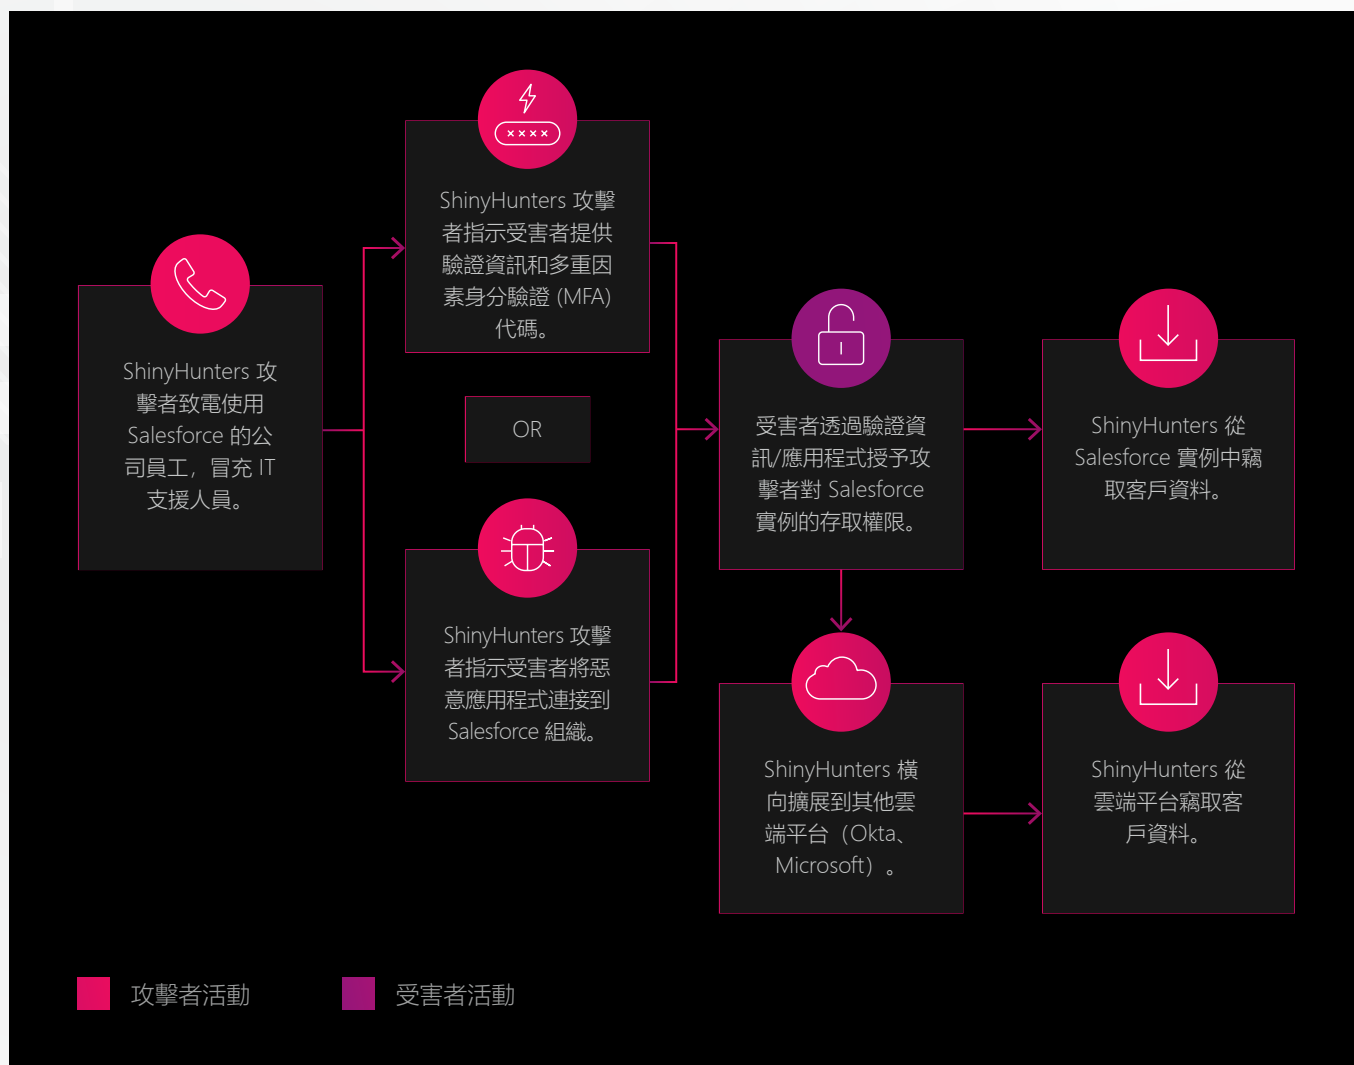 ShinyHunters 攻
擊者致電使用
Salesforce 的公
司員工，冒充 IT
支援人員。
××××
ShinyHunters 攻擊
者指示受害者提供
驗證資訊和多重因
素身分驗證 (MFA)
代碼。
OR
ShinyHunters 攻擊
者指示受害者將惡
意應用程式連接到
Salesforce 組織。
受害者透過驗證資
訊/應用程式授予攻
擊者對 Salesforce
實例的存取權限。
ShinyHunters 從
Salesforce 實例中竊
取客戶資料。
ShinyHunters 橫
向擴展到其他雲
端平台（Okta、
Microsoft）。
ShinyHunters 從
雲端平台竊取客
戶資料。
攻擊者活動
受害者活動